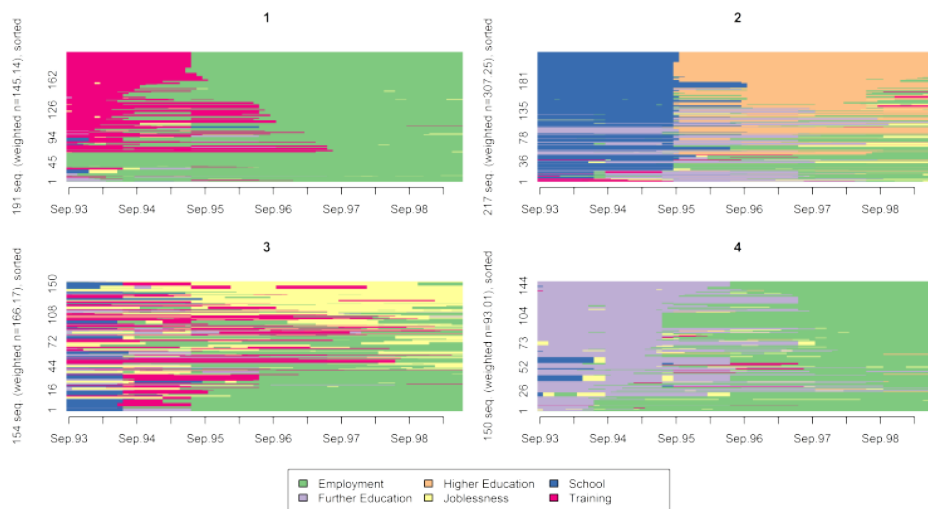 1
191 seq. (weighted n=145.14), sorted
162
126
94
45
1
Sep.93 Sep.94 Sep.95 Sep.96 Sep.97 Sep.98
2
217 seq. (weighted n=307.25), sorted
181
135
78
36
1
Sep.93 Sep.94 Sep.95 Sep.96 Sep.97 Sep.98
3
154 seq. (weighted n=166.17), sorted
150
108
72
44
16
1
Sep.93 Sep.94 Sep.95 Sep.96 Sep.97 Sep.98
4
150 seq. (weighted n=93.01), sorted
144
104
73
52
26
1
Sep.93 Sep.94 Sep.95 Sep.96 Sep.97 Sep.98
Employment Higher Education School
Further Education Joblessness Training